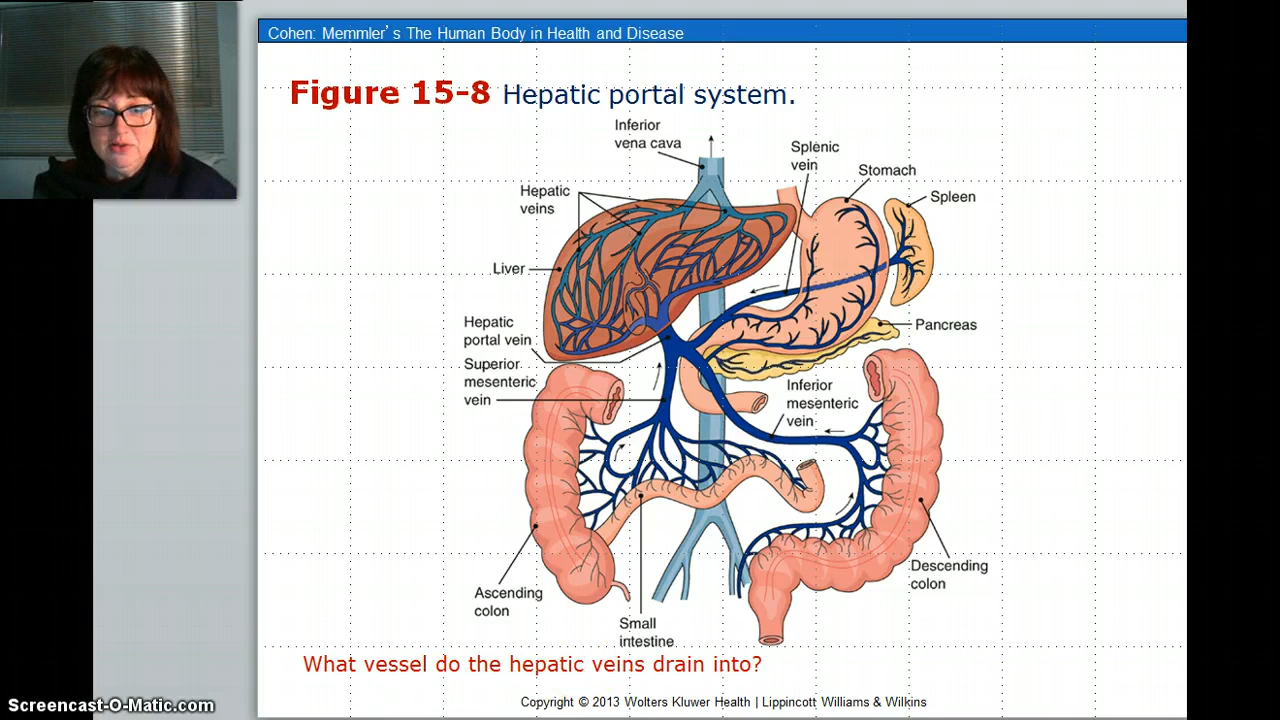 Cohen: Memmler's The Human Body in Health and Disease
Figure 15-8 Hepatic portal system.
Inferior
vena cava
Splenic
vein
Stomach
Spleen
Hepatic
veins
Liver
Hepatic
portal vein
Pancreas
Superior
mesenteric
vein
Inferior
mesenteric
vein
Descending
colon
Ascending
colon
Small
intestine
What vessel do the hepatic veins drain into?
Copyright © 2013 Wolters Kluwer Health | Lippincott Williams & Wilkins
Screencast-O-Matic.com